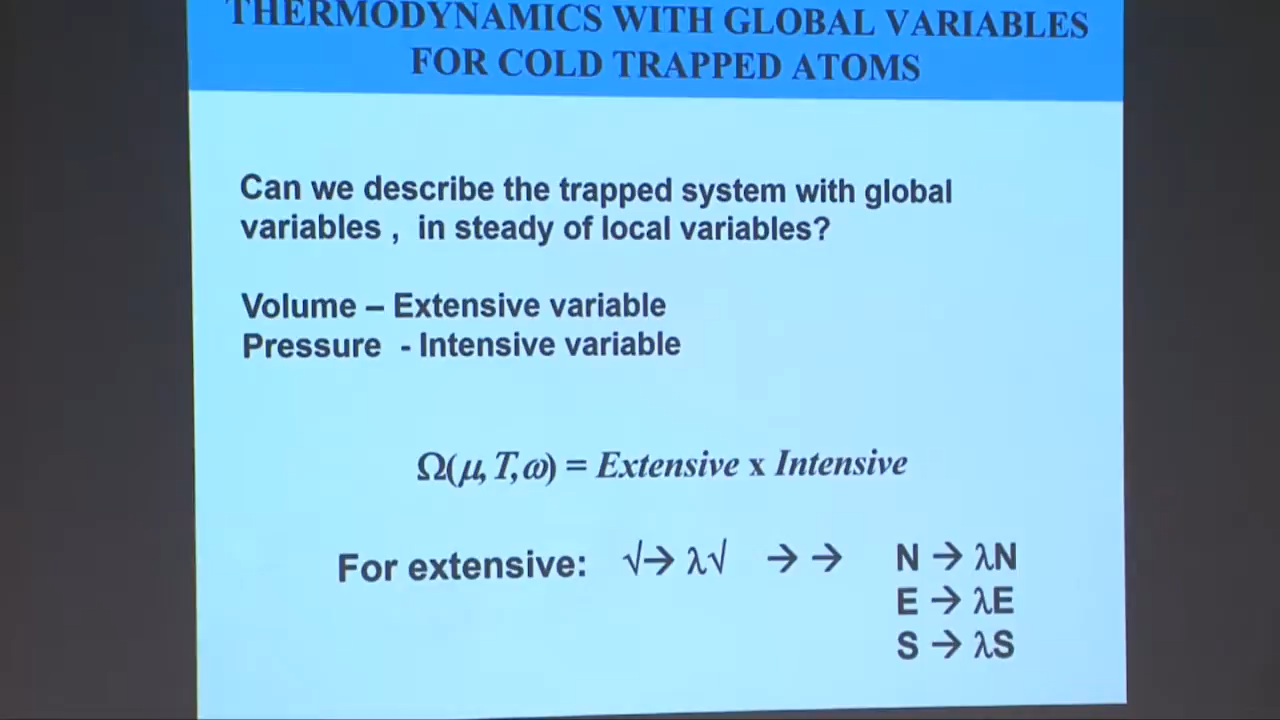 THERMODYNAMICS WITH GLOBAL VARIABLES
FOR COLD TRAPPED ATOMS
Can we describe the trapped system with global
variables , in steady of local variables?
Volume – Extensive variable
Pressure - Intensive variable
Ω(μ, T,ω) = Extensive x Intensive
For extensive: √→ λ√ → → N → λN
E → λE
S → λS